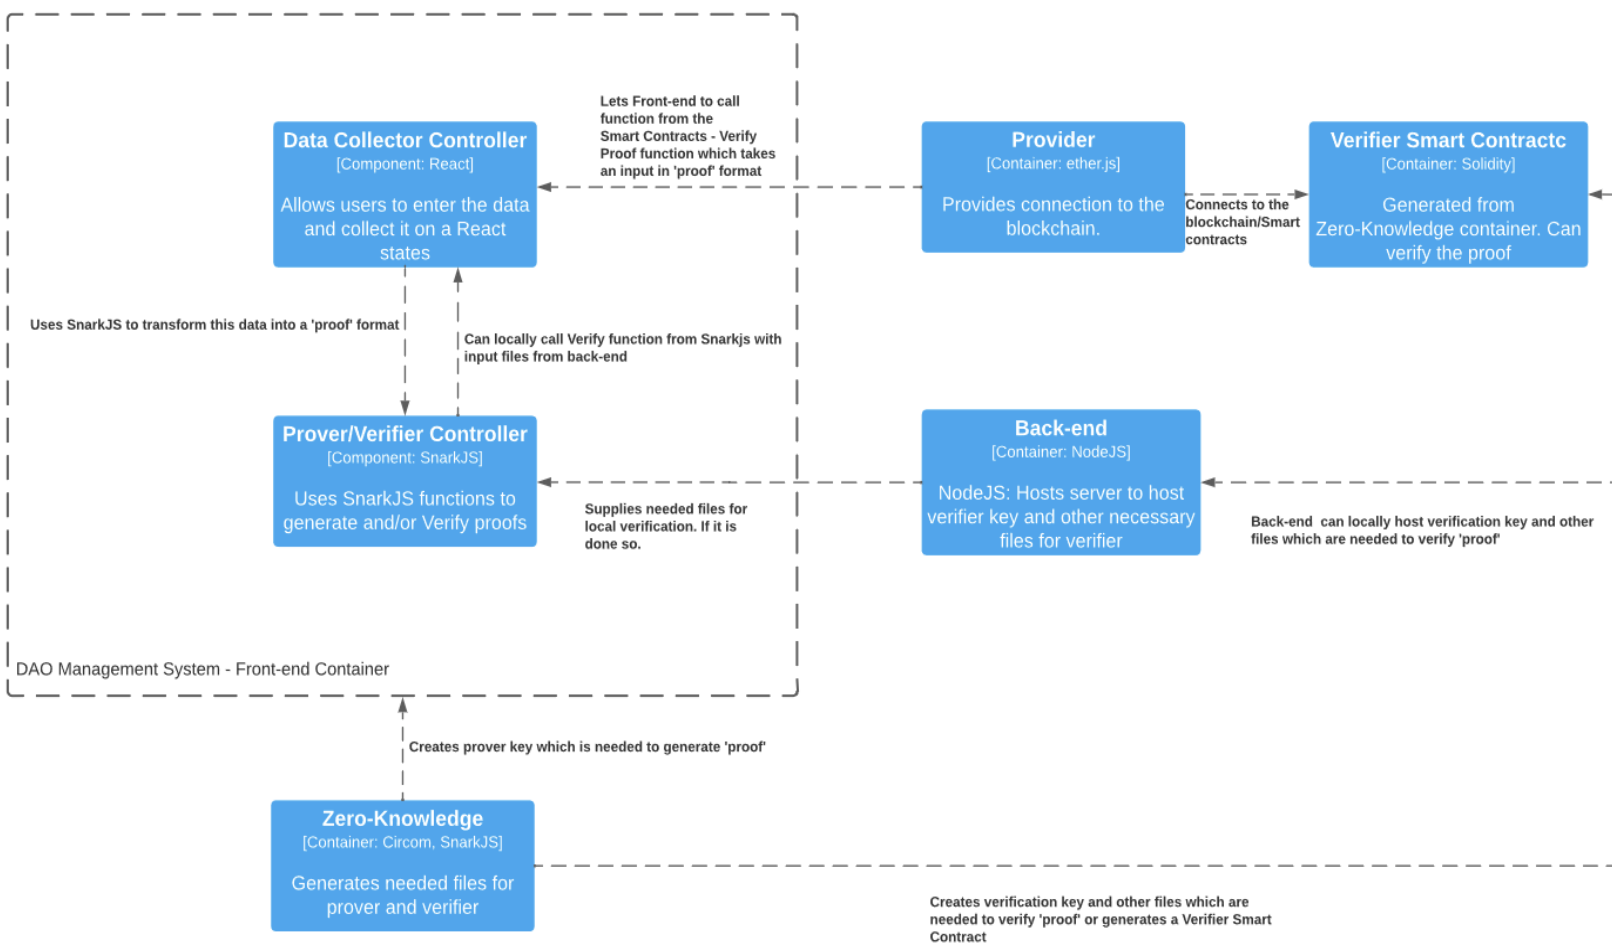 Lets Front-end to call
function from the
Smart Contracts - Verify
Proof function which takes
an input in 'proof' format
Data Collector Controller
[Component: React]
Allows users to enter the data
and collect it on a React
states
Provider
[Container: ether.js]
Provides connection to the
blockchain.
Connects to the
blockchain/Smart
contracts
Verifier Smart Contractc
[Container: Solidity]
Generated from
Zero-Knowledge container. Can
verify the proof
Uses SnarkJS to transform this data into a 'proof' format
Can locally call Verify function from Snarkjs with
input files from back-end
Prover/Verifier Controller
[Component: SnarkJS]
Uses SnarkJS functions to
generate and/or Verify proofs
Supplies needed files for
local verification. If it is
done so.
Back-end
[Container: NodeJS]
NodeJS: Hosts server to host
verifier key and other necessary
files for verifier
Back-end can locally host verification key and other
files which are needed to verify 'proof'
DAO Management System - Front-end Container
Creates prover key which is needed to generate 'proof'
Zero-Knowledge
[Container: Circom, SnarkJS]
Generates needed files for
prover and verifier
Creates verification key and other files which are
needed to verify 'proof' or generates a Verifier Smart
Contract